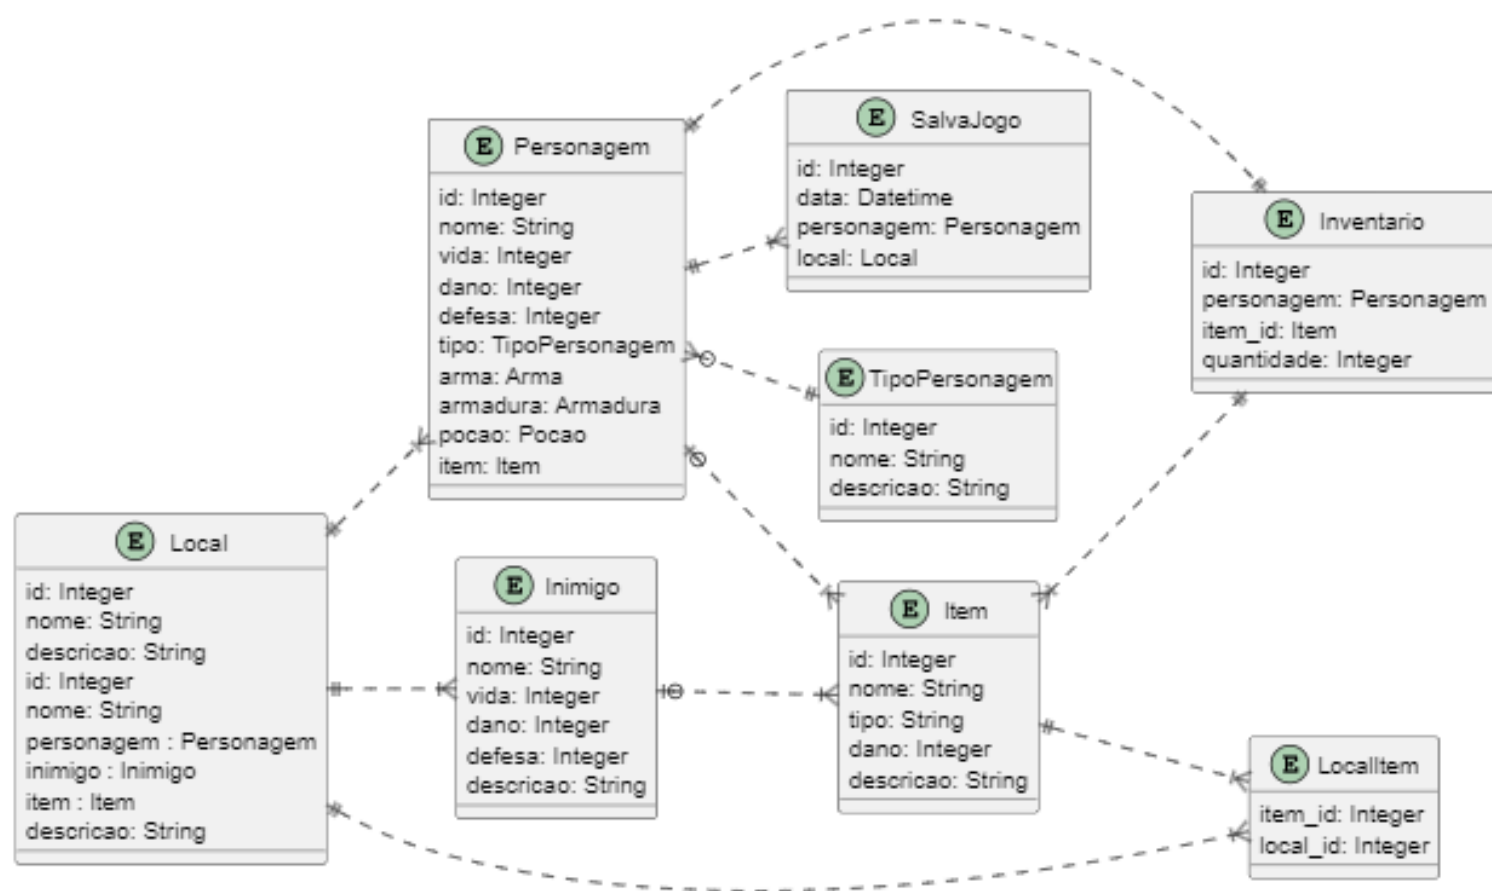 E Personagem
id: Integer
nome: String
vida: Integer
dano: Integer
defesa: Integer
tipo: TipoPersonagem
arma: Arma
armadura: Armadura
pocao: Pocao
item: Item
E SalvaJogo
id: Integer
data: Datetime
personagem: Personagem
local: Local
E Inventario
id: Integer
personagem: Personagem
item_id: Item
quantidade: Integer
E TipoPersonagem
id: Integer
nome: String
descricao: String
E Local
id: Integer
nome: String
descricao: String
id: Integer
nome: String
personagem : Personagem
inimigo : Inimigo
item : Item
descricao: String
E Inimigo
id: Integer
nome: String
vida: Integer
dano: Integer
defesa: Integer
descricao: String
E Item
id: Integer
nome: String
tipo: String
dano: Integer
descricao: String
E LocalItem
item_id: Integer
local_id: Integer